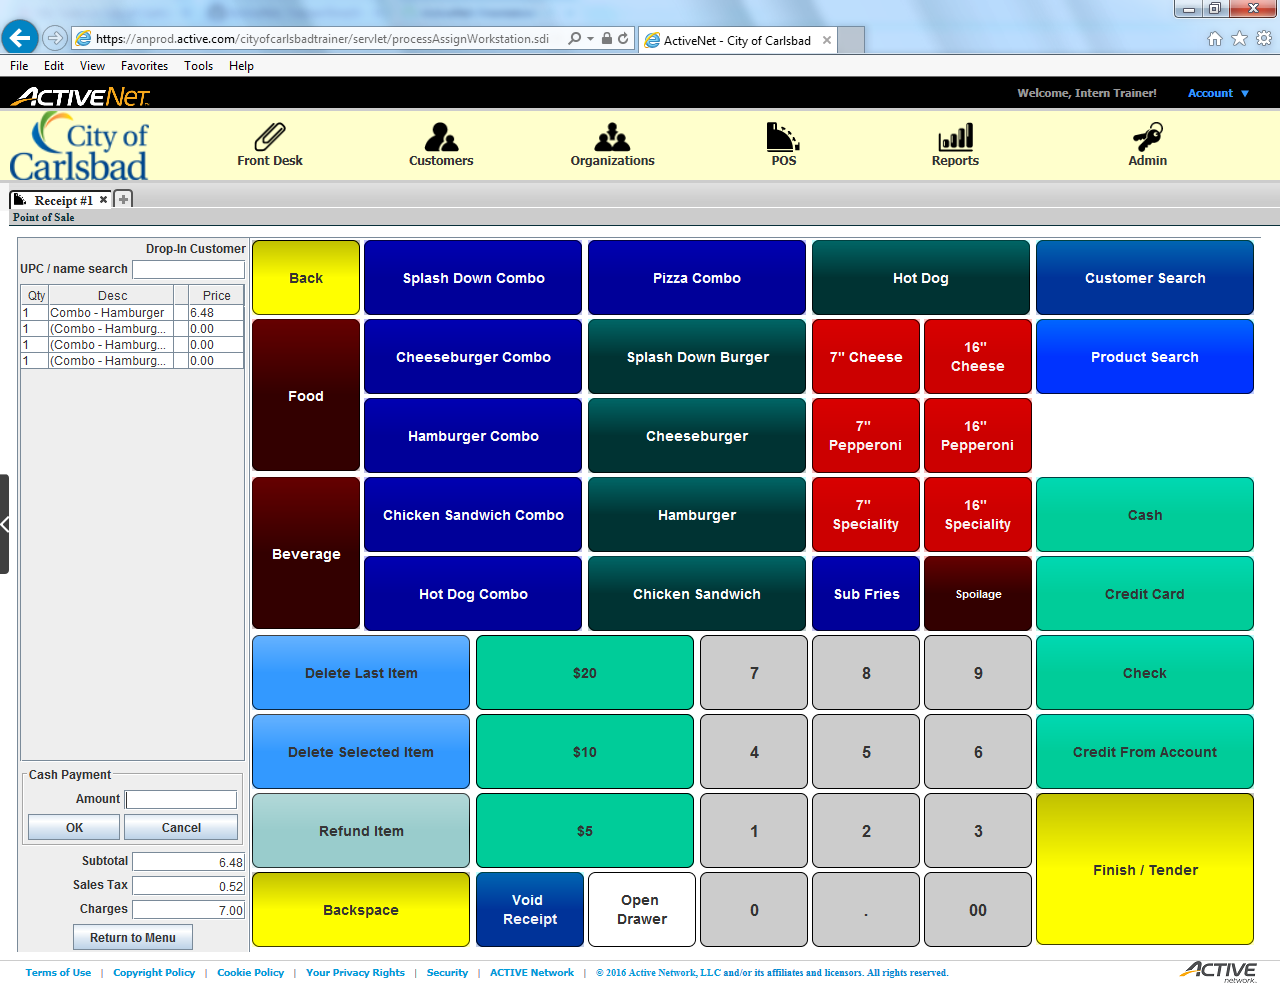 https://anprod.active.com/cityofcarlsbadtrainer/servlet/processAssignWorkstation.sdi
ActiveNet - City of Carlsbad
File Edit View Favorites Tools Help
ACTIVENET
Welcome, Intern Trainer! Account
City of
Carlsbad
Front Desk Customers Organizations POS Reports Admin
Receipt #1
Point of Sale
Drop-In Customer
UPC / name search
Qty Desc Price
1 Combo - Hamburger 6.48
1 (Combo - Hamburg... 0.00
1 (Combo - Hamburg... 0.00
1 (Combo - Hamburg... 0.00
Cash Payment
Amount
OK Cancel
Subtotal 6.48
Sales Tax 0.52
Charges 7.00
Return to Menu
Back Splash Down Combo Pizza Combo Hot Dog Customer Search
Food Cheeseburger Combo Splash Down Burger 7" Cheese 16" Cheese Product Search
Hamburger Combo Cheeseburger 7" Pepperoni 16" Pepperoni
Beverage Chicken Sandwich Combo Hamburger 7" Speciality 16" Speciality Cash
Hot Dog Combo Chicken Sandwich Sub Fries Spoilage Credit Card
Delete Last Item $20 7 8 9 Check
Delete Selected Item $10 4 5 6 Credit From Account
Refund Item $5 1 2 3 Finish / Tender
Backspace Void Receipt Open Drawer 0 . 00
Terms of Use | Copyright Policy | Cookie Policy | Your Privacy Rights | Security | ACTIVE Network | © 2016 Active Network, LLC and/or its affiliates and licensors. All rights reserved.
ACTIVE
network